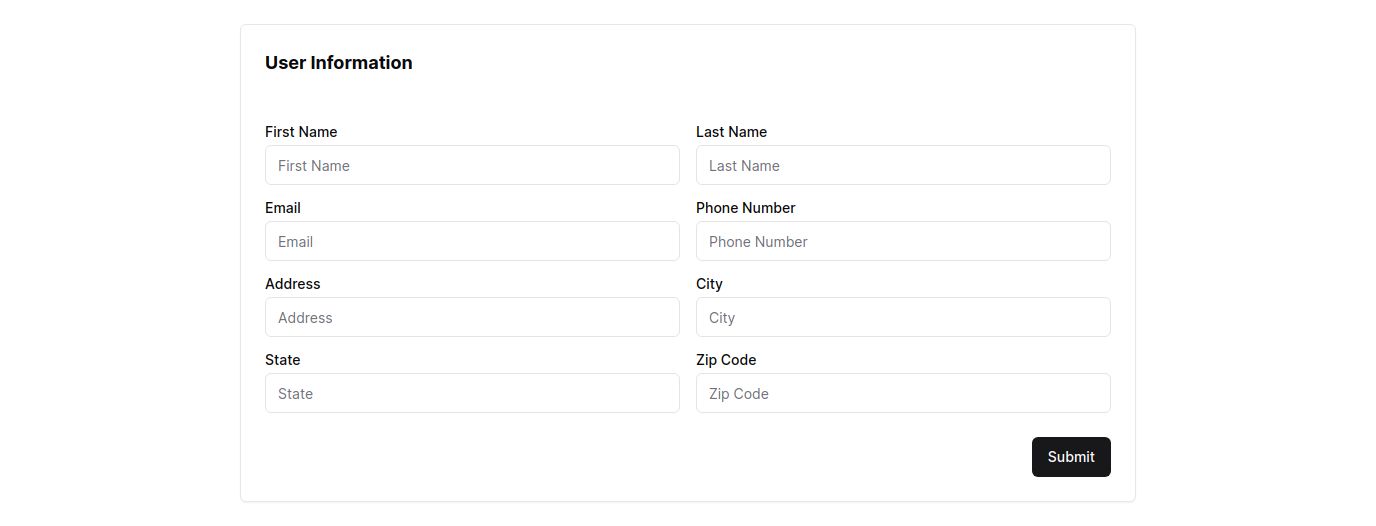 User Information
First Name
Last Name
First Name
Last Name
Email
Phone Number
Email
Phone Number
Address
City
Address
City
State
Zip Code
State
Zip Code
Submit